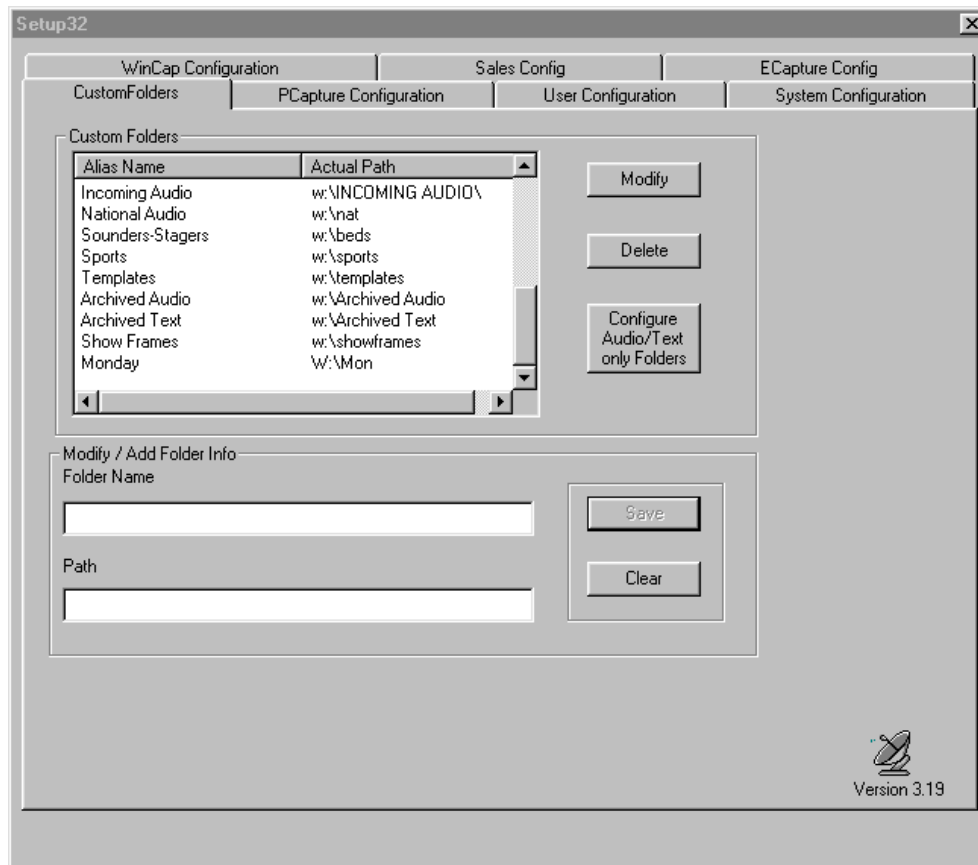 Setup32
WinCap Configuration
Sales Config
ECapture Config
CustomFolders
PCapture Configuration
User Configuration
System Configuration
Custom Folders
Alias Name Actual Path
Incoming Audio w:\INCOMING AUDIO\
National Audio w:\nat
Sounders-Stagers w:\beds
Sports w:\sports
Templates w:\templates
Archived Audio w:\Archived Audio
Archived Text w:\Archived Text
Show Frames w:\showframes
Monday W:\Mon
Modify
Delete
Configure
Audio/Text
only Folders
Modify / Add Folder Info
Folder Name
Save
Path
Clear
Version 3.19